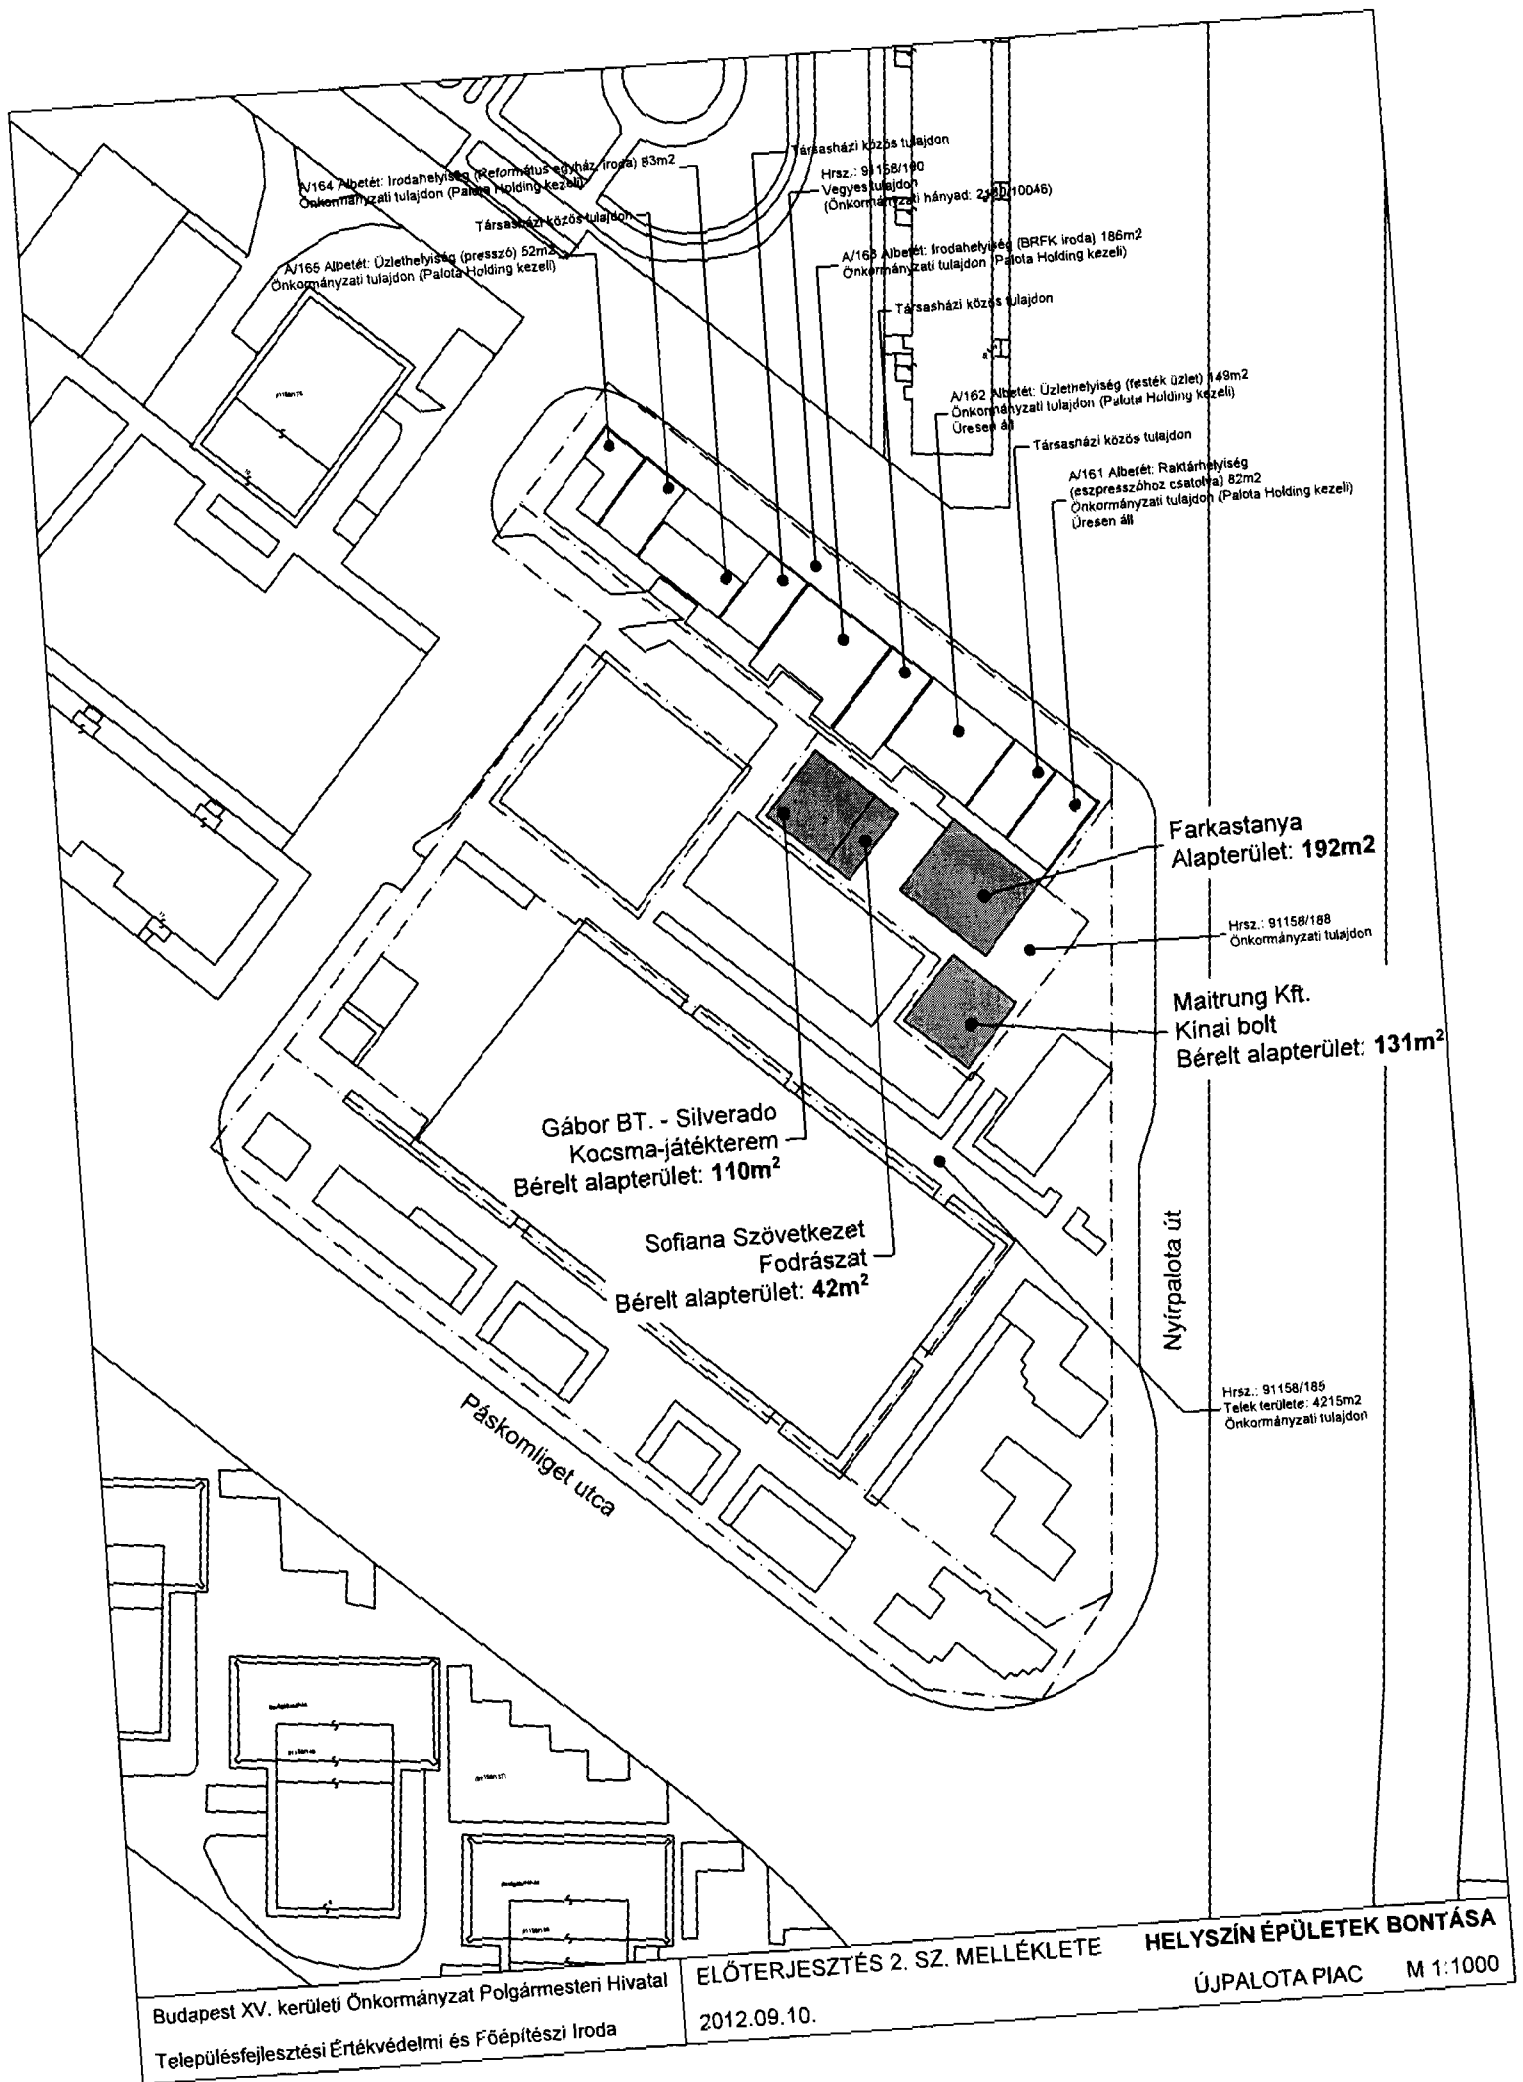 Társasházi közös tulajdon
A/164 Albetét: Irodahelyiség (Református egyház, iroda) 83m2
Önkormányzati tulajdon (Palota Holding kezeli)
Hrsz.: 91158/190
Vegyes tulajdon
(Önkormányzati hányad: 2180/10046)
Társasházi közös tulajdon
A/165 Albetét: Üzlethelyiség (presszó) 52m2
Önkormányzati tulajdon (Palota Holding kezeli)
A/163 Albetét: Irodahelyiség (BRFK iroda) 186m2
Önkormányzati tulajdon (Palota Holding kezeli)
Társasházi közös tulajdon
A/162 Albetét: Üzlethelyiség (festék üzlet) 149m2
Önkormányzati tulajdon (Palota Holding kezeli)
Üresen áll
Társasházi közös tulajdon
A/161 Albetét: Raktárhelyiség
(eszpresszóhoz csatolva) 82m2
Önkormányzati tulajdon (Palota Holding kezeli)
Üresen áll
Farkastanya
Alapterület: 192m2
Hrsz.: 91158/188
Önkormányzati tulajdon
Maitrung Kft.
Kínai bolt
Bérelt alapterület: 131m²
Gábor BT. - Silverado
Kocsma-játékterem
Bérelt alapterület: 110m²
Sofiana Szövetkezet
Fodrászat
Bérelt alapterület: 42m²
Nyírpalota út
Hrsz.: 91158/185
Telek területe: 4215m2
Önkormányzati tulajdon
Páskomliget utca
Budapest XV. kerületi Önkormányzat Polgármesteri Hivatal
Településfejlesztési Értékvédelmi és Főépítészi Iroda
ELŐTERJESZTÉS 2. SZ. MELLÉKLETE
2012.09.10.
HELYSZÍN ÉPÜLETEK BONTÁSA
ÚJPALOTA PIAC M 1:1000